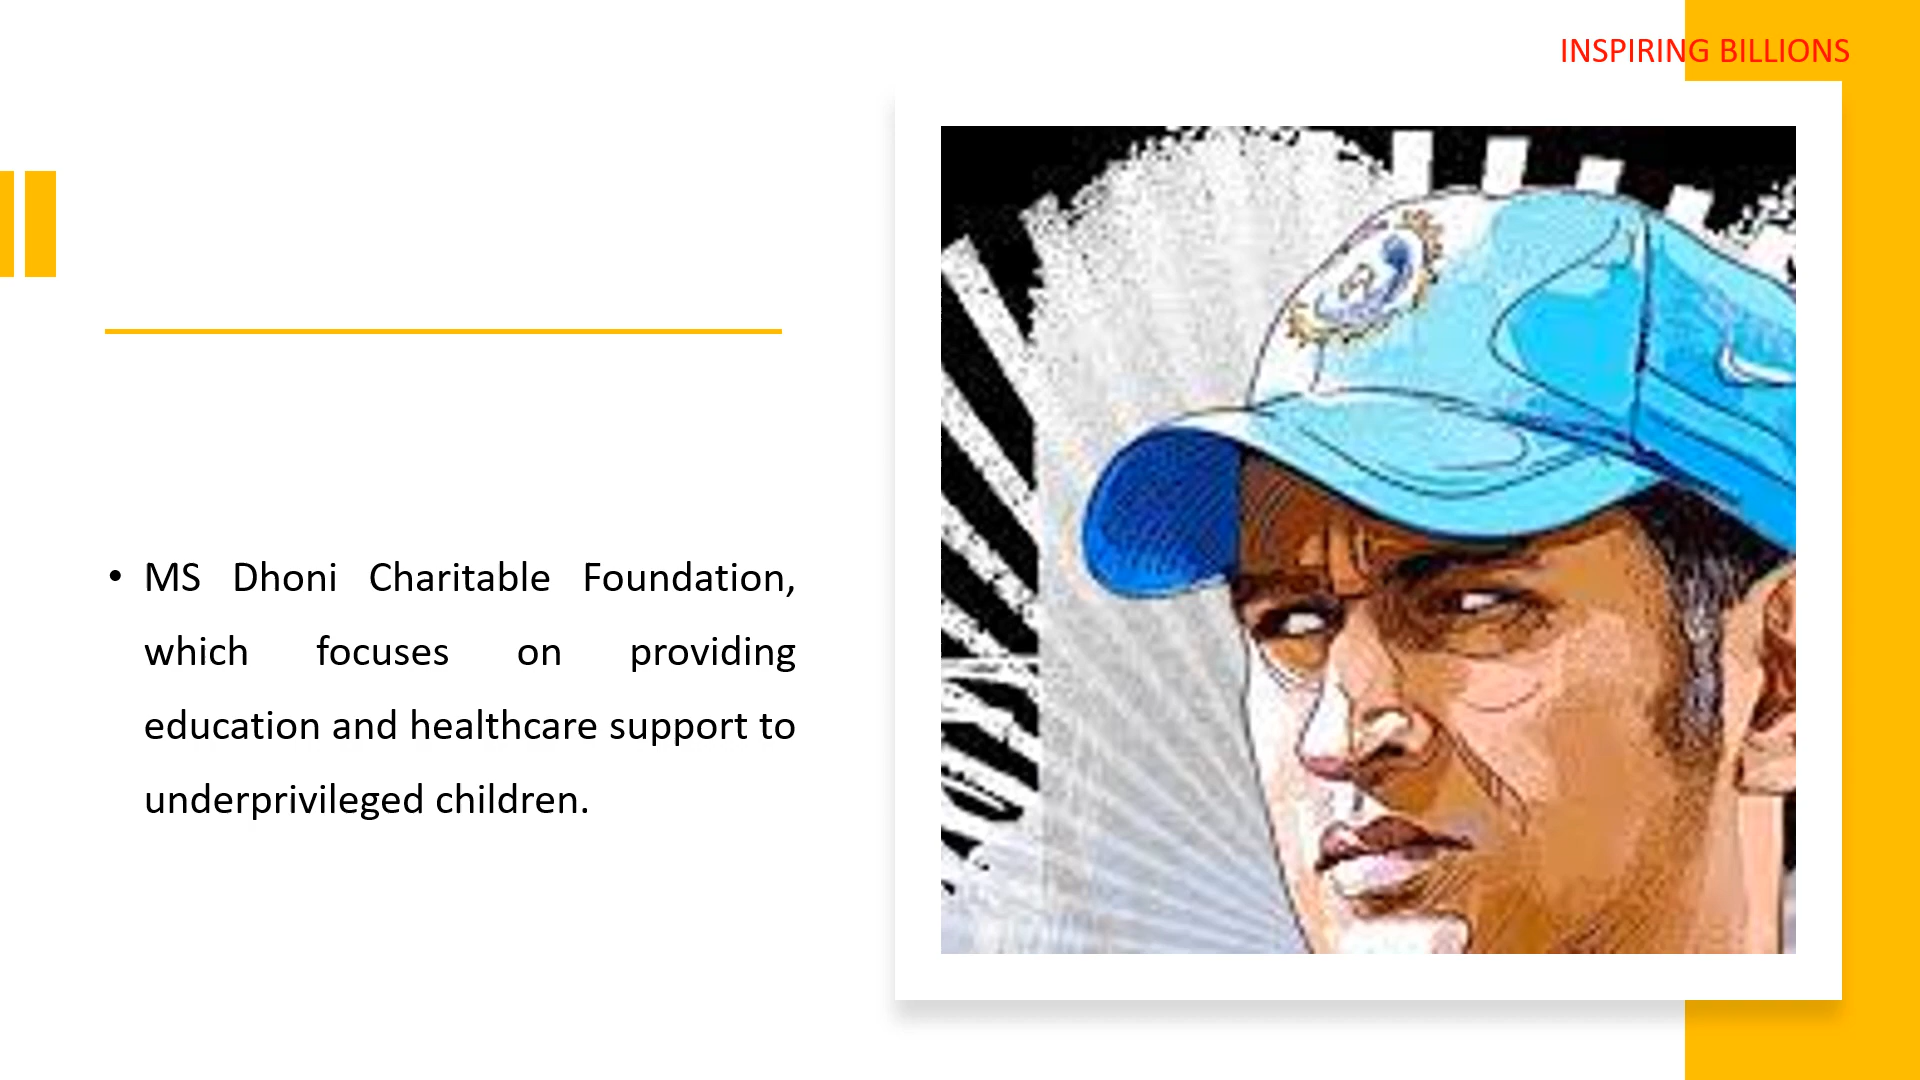 INSPIRING BILLIONS
• MS Dhoni Charitable Foundation,
which focuses on providing
education and healthcare support to
underprivileged children.